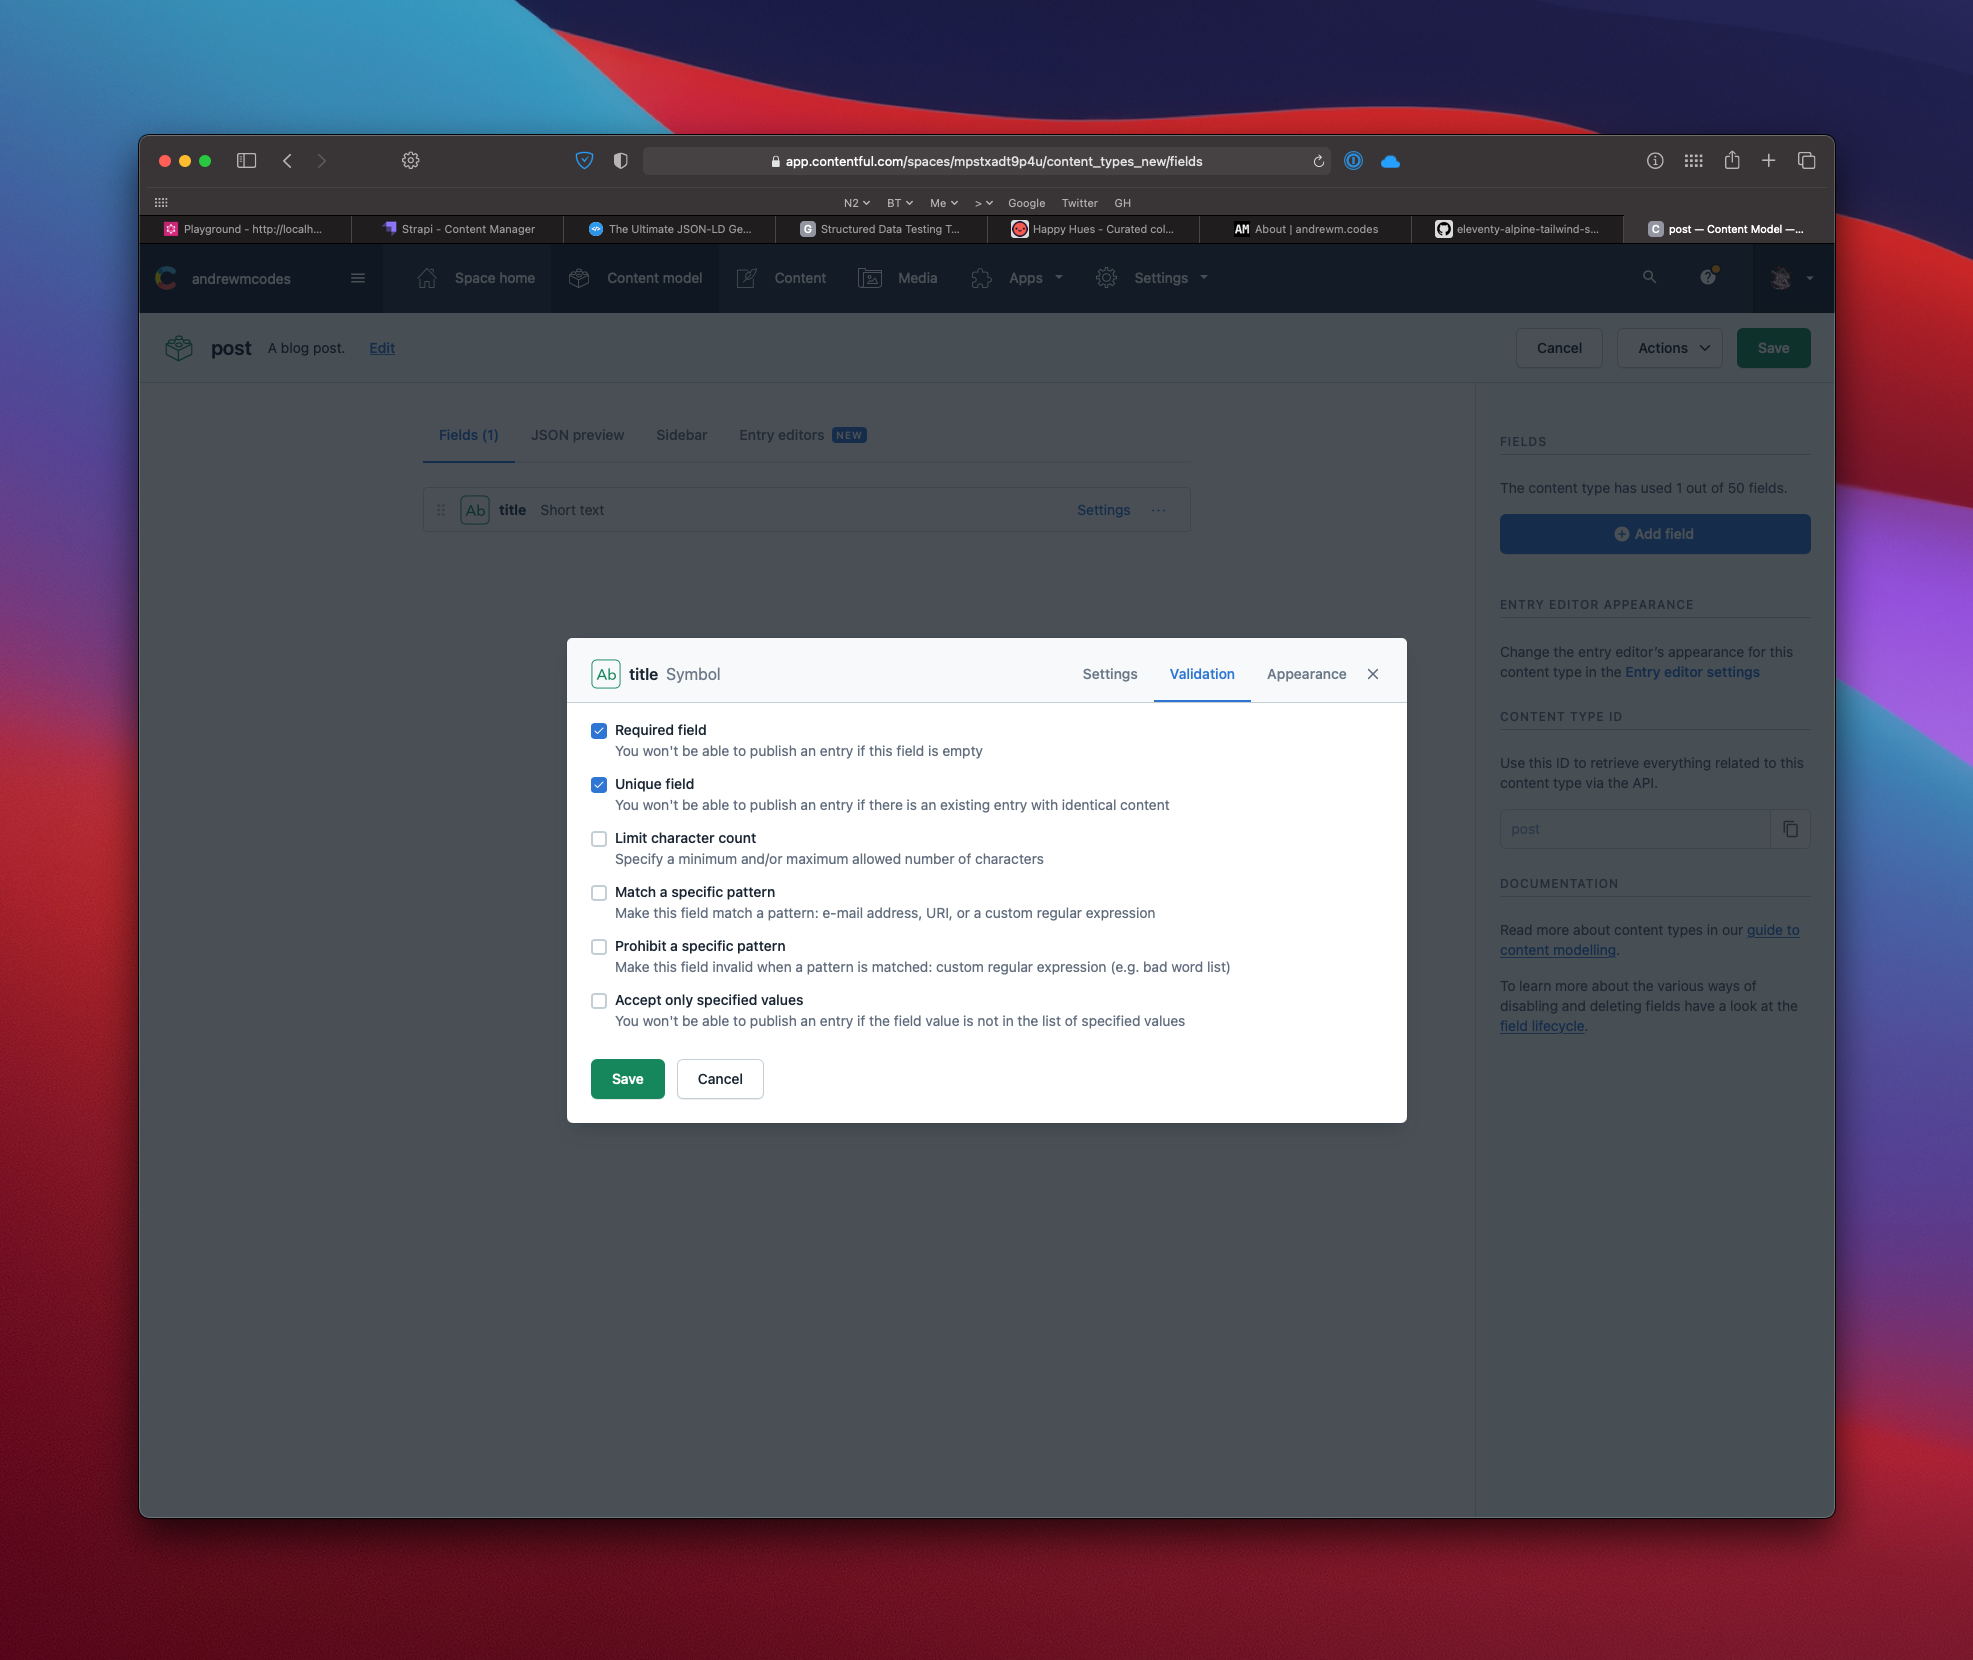 app.contentful.com/spaces/mpstxadt9p4u/content_types_new/fields
N2 BT Me > Google Twitter GH
Playground - http://localh... Strapi - Content Manager The Ultimate JSON-LD Ge... G Structured Data Testing T... Happy Hues - Curated col... AM About | andrewm.codes eleventy-alpine-tailwind-s... C post — Content Model —...
andrewmcodes Space home Content model Content Media Apps Settings ?
post A blog post. Edit Cancel Actions Save
Fields (1) JSON preview Sidebar Entry editors NEW
Ab title Short text Settings ...
FIELDS
The content type has used 1 out of 50 fields.
Add field
ENTRY EDITOR APPEARANCE
Change the entry editor's appearance for this
content type in the Entry editor settings
CONTENT TYPE ID
Use this ID to retrieve everything related to this
content type via the API.
post
DOCUMENTATION
Read more about content types in our guide to
content modelling.
To learn more about the various ways of
disabling and deleting fields have a look at the
field lifecycle.
Ab title Symbol Settings Validation Appearance
Required field
You won't be able to publish an entry if this field is empty
Unique field
You won't be able to publish an entry if there is an existing entry with identical content
Limit character count
Specify a minimum and/or maximum allowed number of characters
Match a specific pattern
Make this field match a pattern: e-mail address, URI, or a custom regular expression
Prohibit a specific pattern
Make this field invalid when a pattern is matched: custom regular expression (e.g. bad word list)
Accept only specified values
You won't be able to publish an entry if the field value is not in the list of specified values
Save Cancel